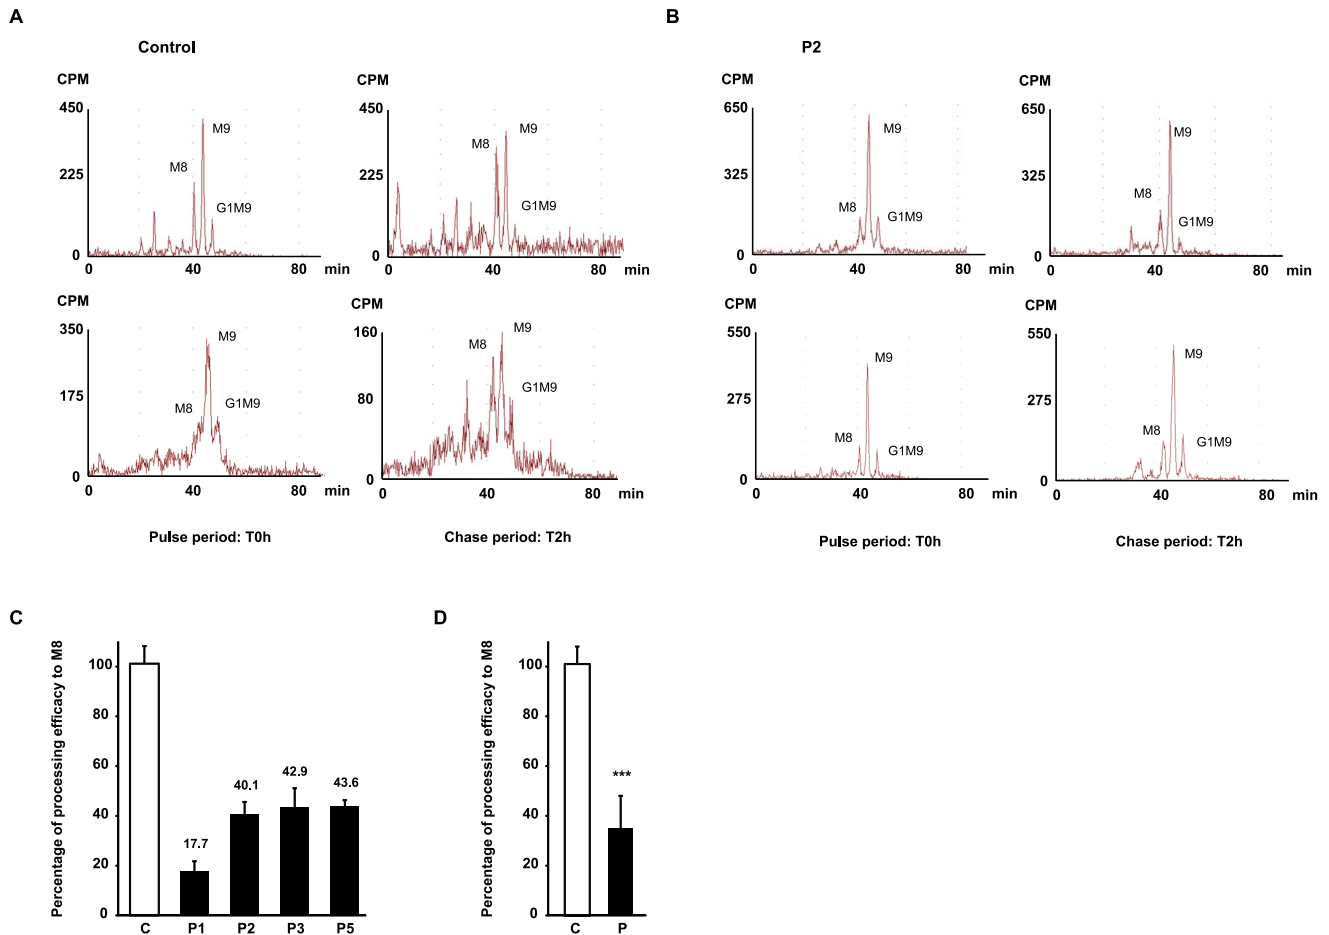 A
B
Control
P2
CPM
CPM
CPM
CPM
450
450
650
650
M9
M9
M9
M9
M8
M8
225
225
325
325
G1M9
G1M9
M8
G1M9
M8
G1M9
0
0
0
0
0 40 80 min
0 40 80 min
0 40 80 min
0 40 80 min
CPM
CPM
CPM
CPM
350
160
550
550
M9
M9
M9
M9
M8
175
80
275
275
M8
G1M9
G1M9
M8
G1M9
M8
G1M9
0
0
0
0
0 40 80 min
0 40 80 min
0 40 80 min
0 40 80 min
Pulse period: T0h
Chase period: T2h
Pulse period: T0h
Chase period: T2h
C
Percentage of processing efficacy to M8
100
80
60
40
20
0
17.7
40.1
42.9
43.6
C P1 P2 P3 P5
D
Percentage of processing efficacy to M8
100
80
60
40
20
0
***
C P